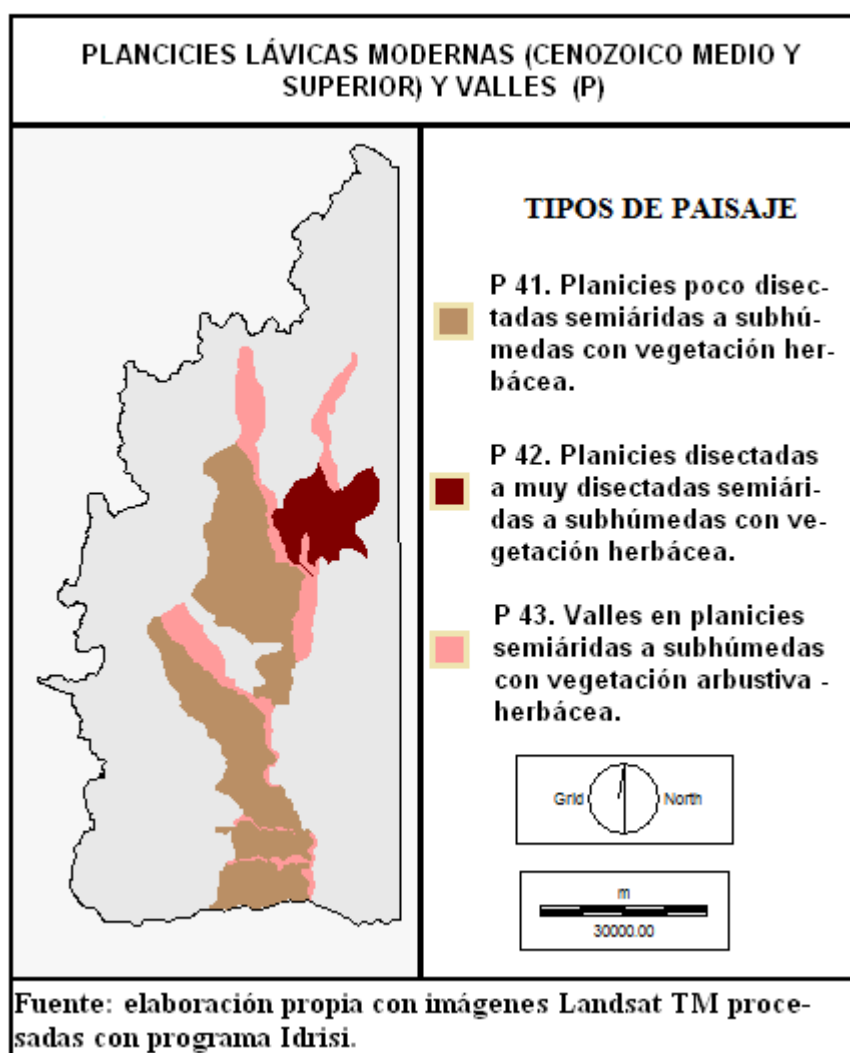 PLANCICIES LÁVICAS MODERNAS (CENOZOICO MEDIO Y
SUPERIOR) Y VALLES (P)
TIPOS DE PAISAJE
P 41. Planicies poco disec-
tadas semiáridas a subhú-
medas con vegetación her-
bácea.
P 42. Planicies disectadas
a muy disectadas semiári-
das a subhúmedas con ve-
getación herbácea.
P 43. Valles en planicies
semiáridas a subhúmedas
con vegetación arbustiva -
herbácea.
Grid North
m
30000.00
Fuente: elaboración propia con imágenes Landsat TM proce-
sadas con programa Idrisi.